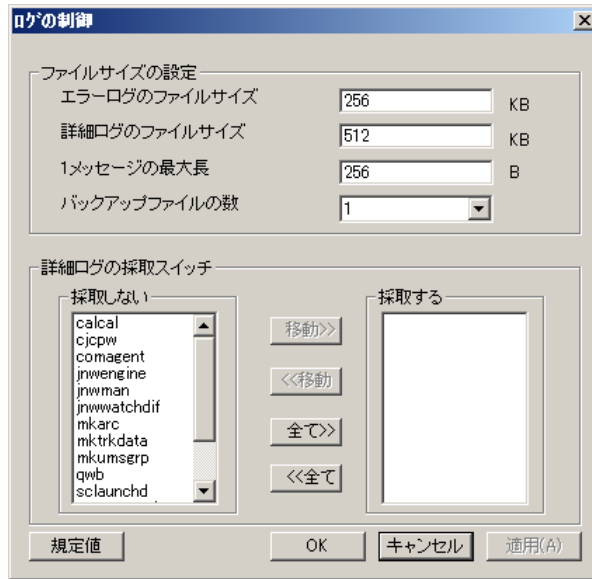 ログの制御
ファイルサイズの設定
エラーログのファイルサイズ 256 KB
詳細ログのファイルサイズ 512 KB
1メッセージの最大長 256 B
バックアップファイルの数 1
詳細ログの採取スイッチ
採取しない 採取する
calcal
cjcpw
comagent
jnwengine
jnwman
jnwwatchdif
mkarc
mktrkdata
mkumsgrp
qwb
sclaunchd
移動>>
<<移動
全て>>
<<全て
規定値 OK キャンセル 適用(A)